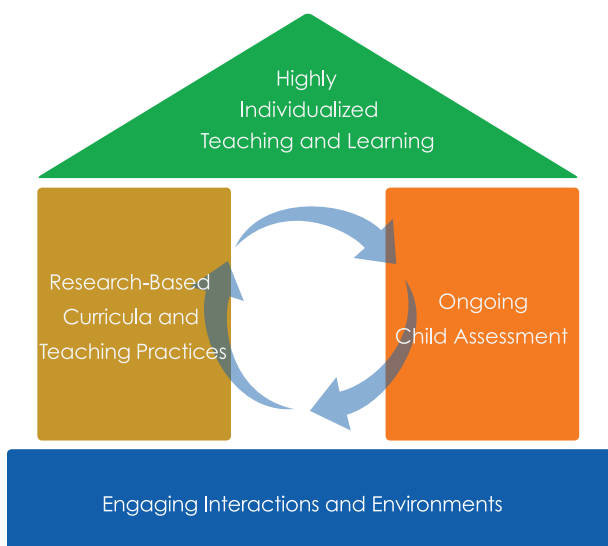 Highly
Individualized
Teaching and Learning
Research-Based
Curricula and
Teaching Practices
Ongoing
Child Assessment
Engaging Interactions and Environments